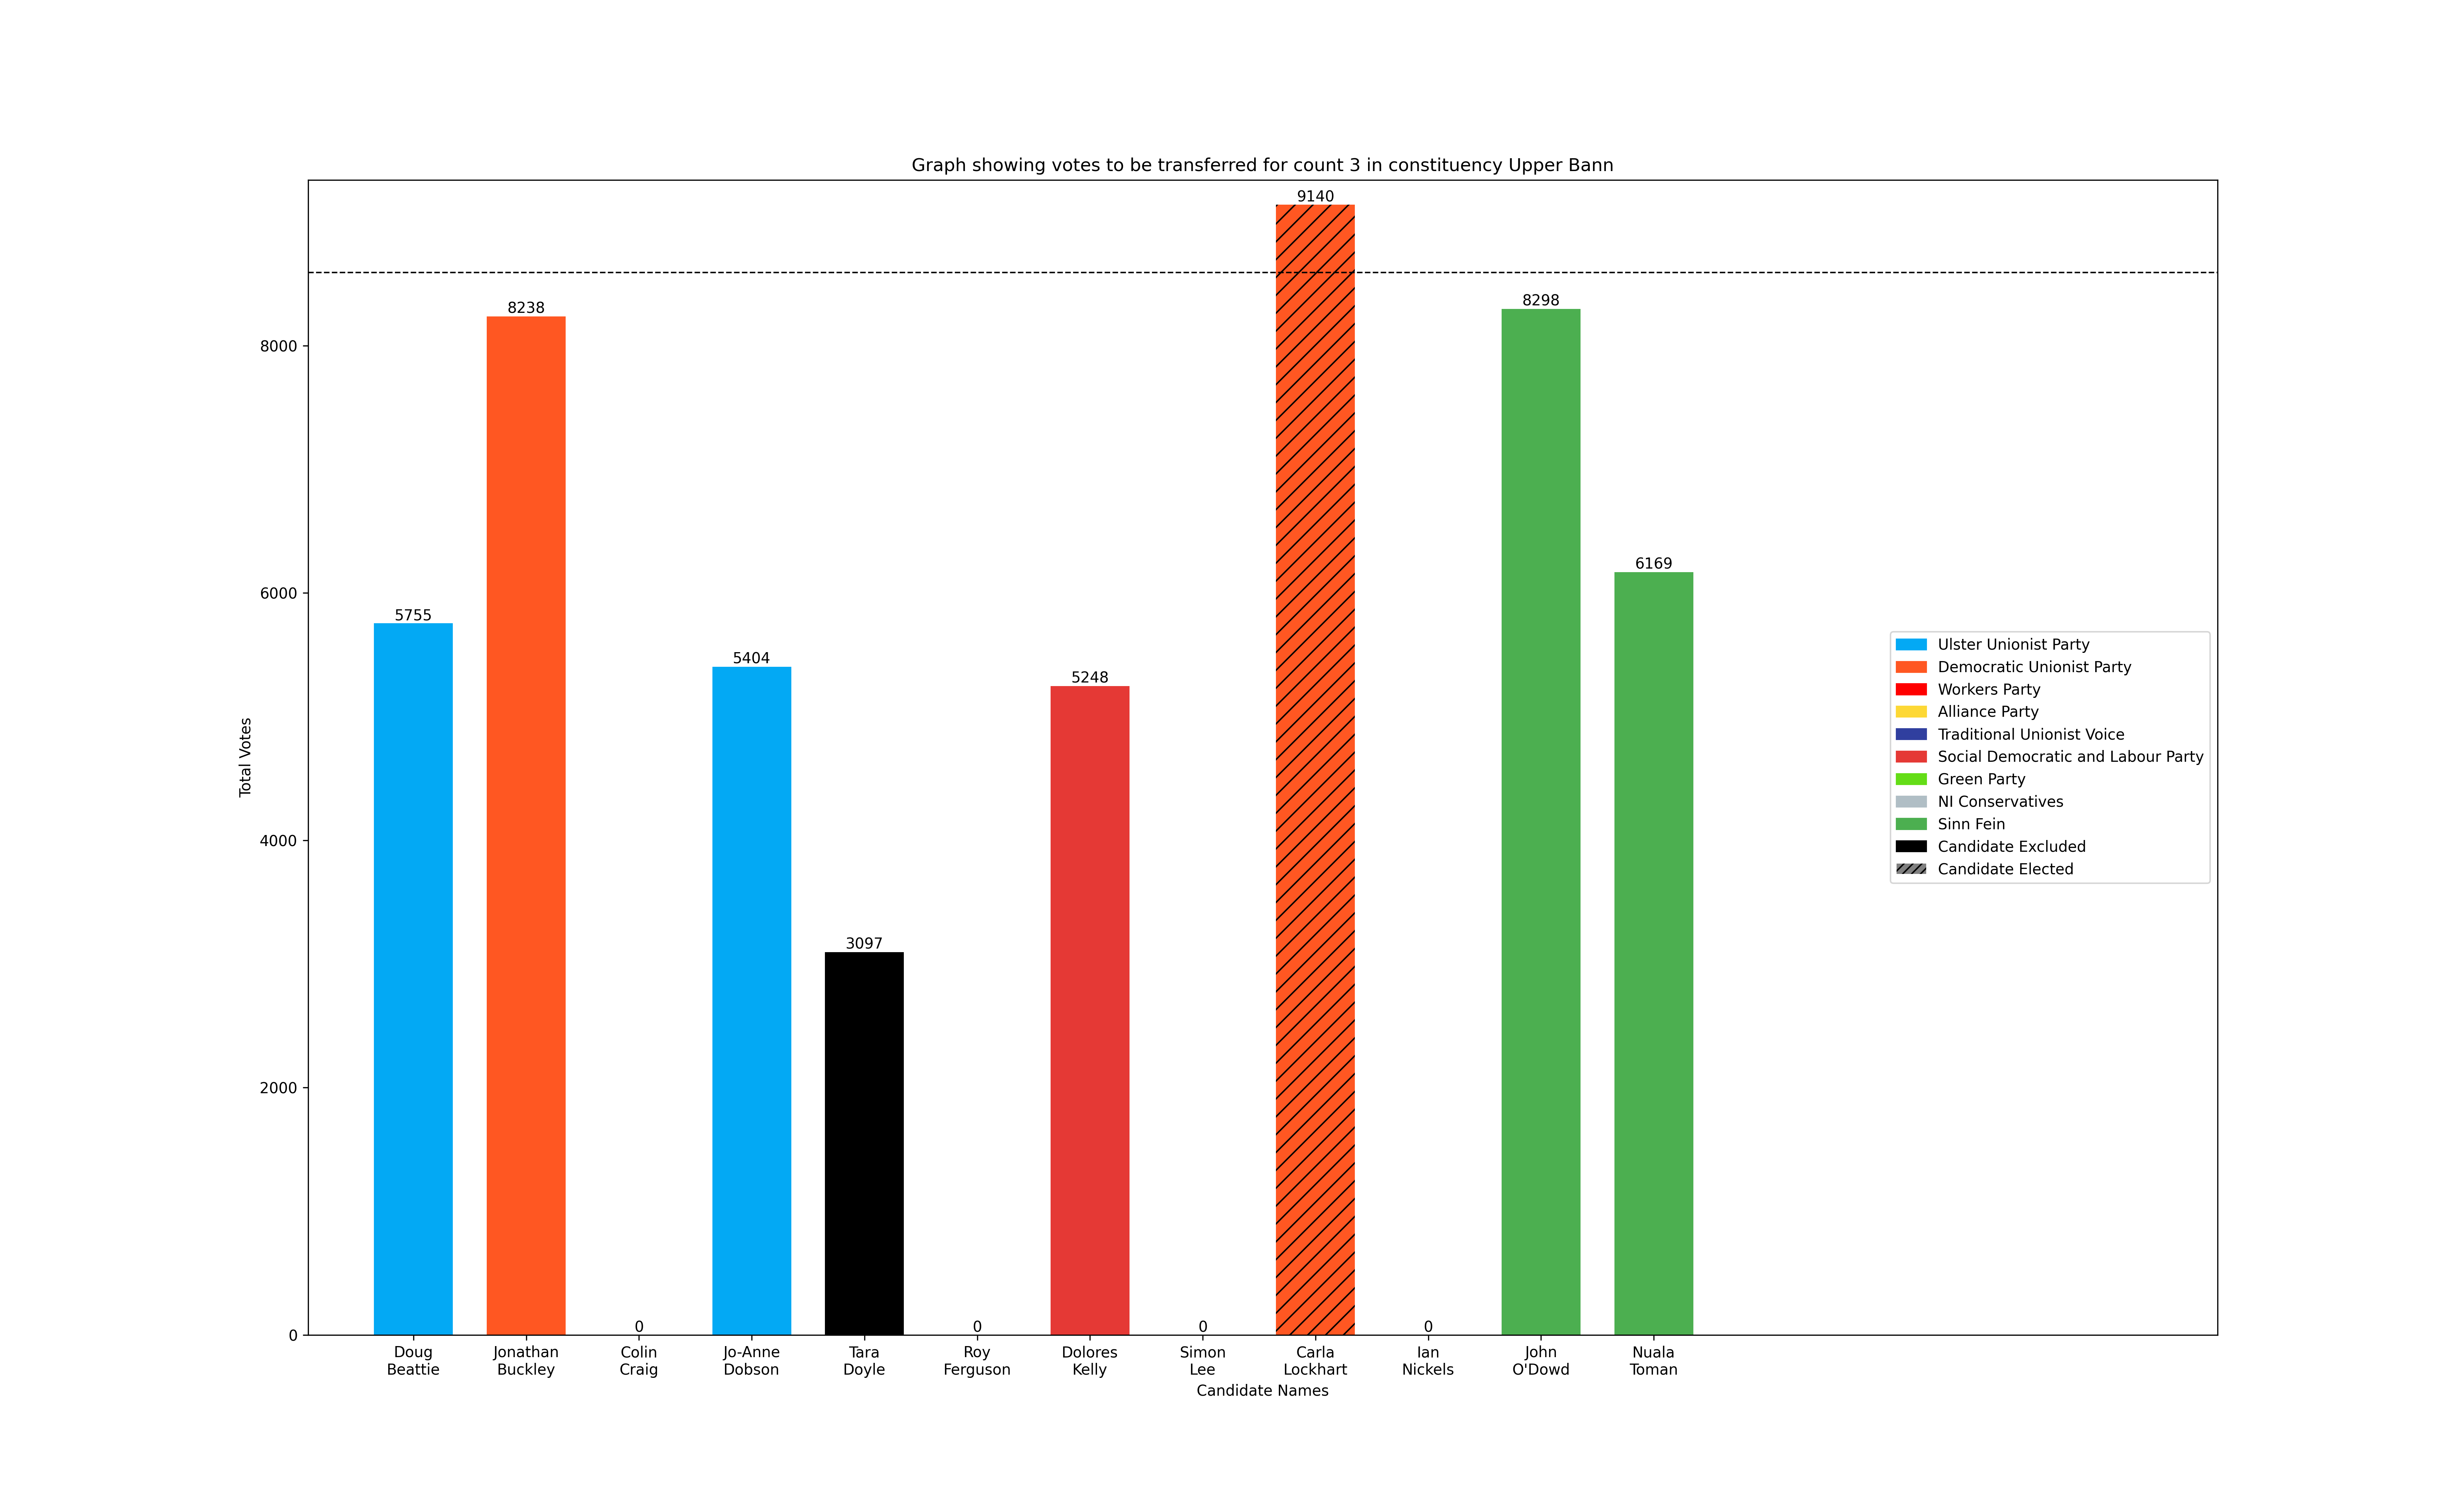 Graph showing votes to be transferred for count 3 in constituency Upper Bann
9140
8298
8238
8000
6169
6000
5755
5404
5248
Ulster Unionist Party
Democratic Unionist Party
Workers Party
Alliance Party
Traditional Unionist Voice
Social Democratic and Labour Party
Green Party
NI Conservatives
Sinn Fein
Candidate Excluded
Candidate Elected
Total Votes
4000
3097
2000
0
0 0 0 0
Doug Jonathan Colin Jo-Anne Tara Roy Dolores Simon Carla Ian John Nuala
Beattie Buckley Craig Dobson Doyle Ferguson Kelly Lee Lockhart Nickels O'Dowd Toman
Candidate Names